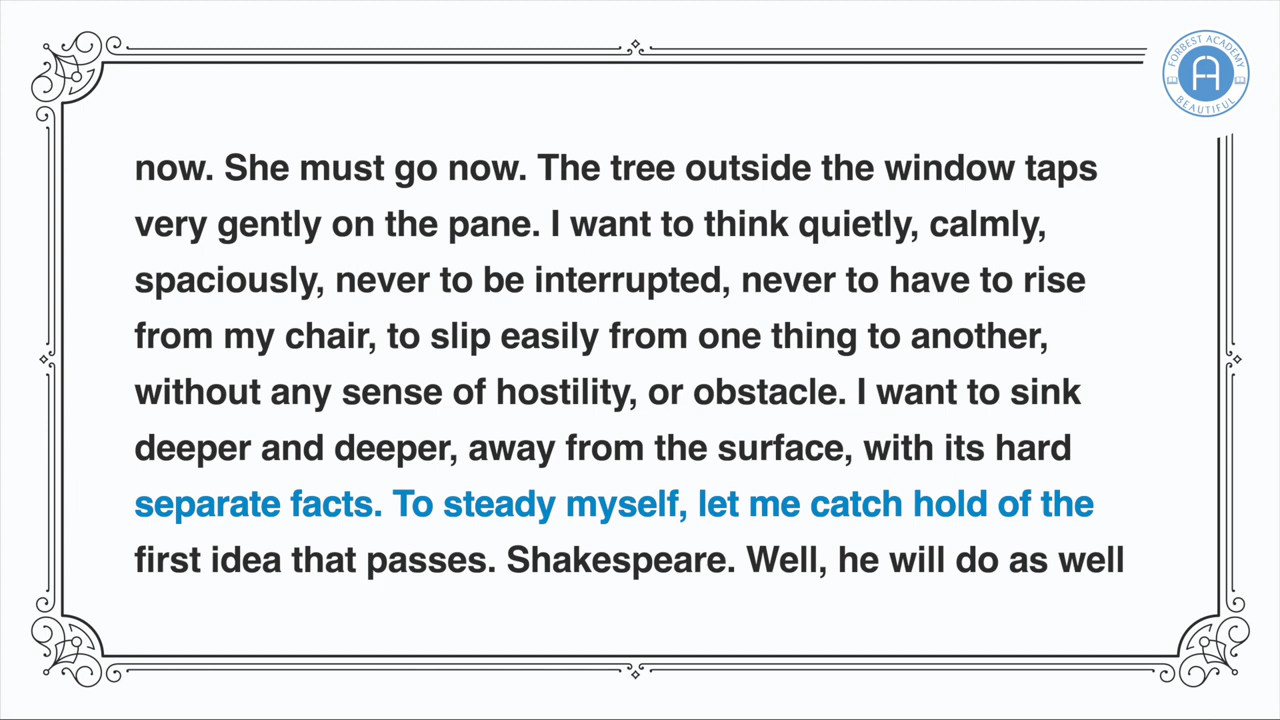 FORBEST ACADEMY
A
BEAUTIFUL
now. She must go now. The tree outside the window taps
very gently on the pane. I want to think quietly, calmly,
spaciously, never to be interrupted, never to have to rise
from my chair, to slip easily from one thing to another,
without any sense of hostility, or obstacle. I want to sink
deeper and deeper, away from the surface, with its hard
separate facts. To steady myself, let me catch hold of the
first idea that passes. Shakespeare. Well, he will do as well